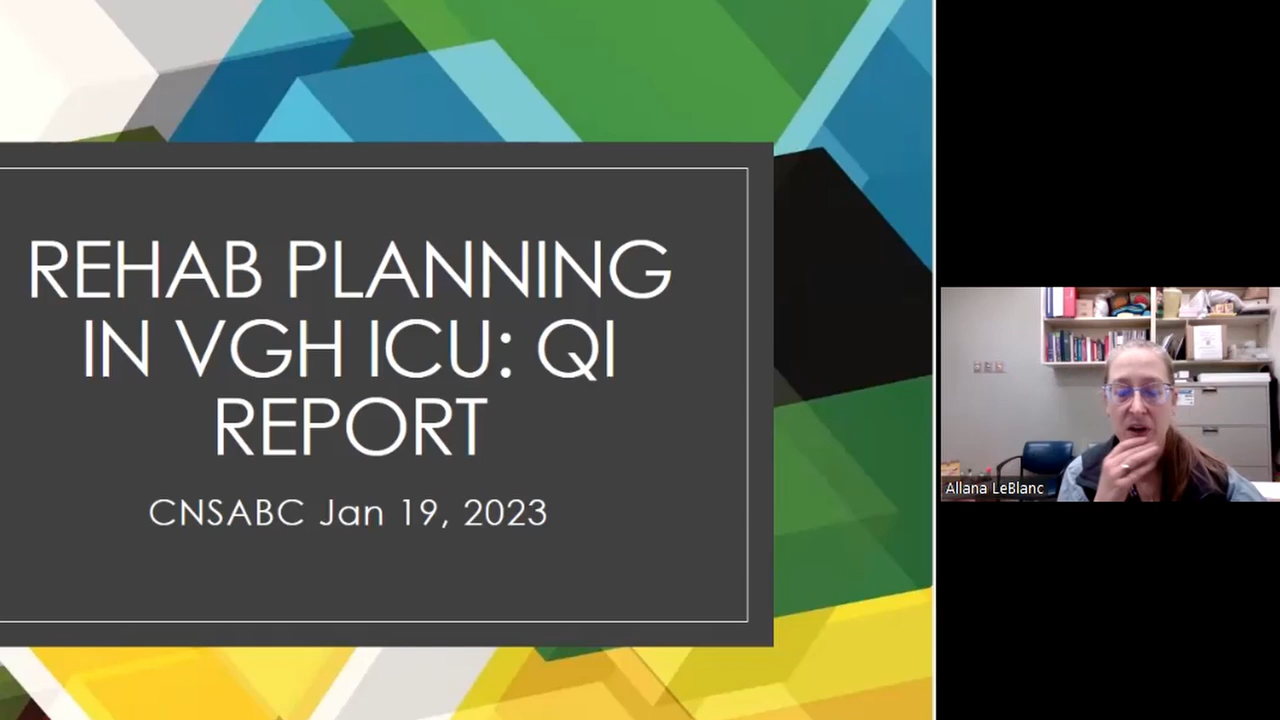 REHAB PLANNING
IN VGH ICU: QI
REPORT
CNSABC Jan 19, 2023
Allana LeBlanc